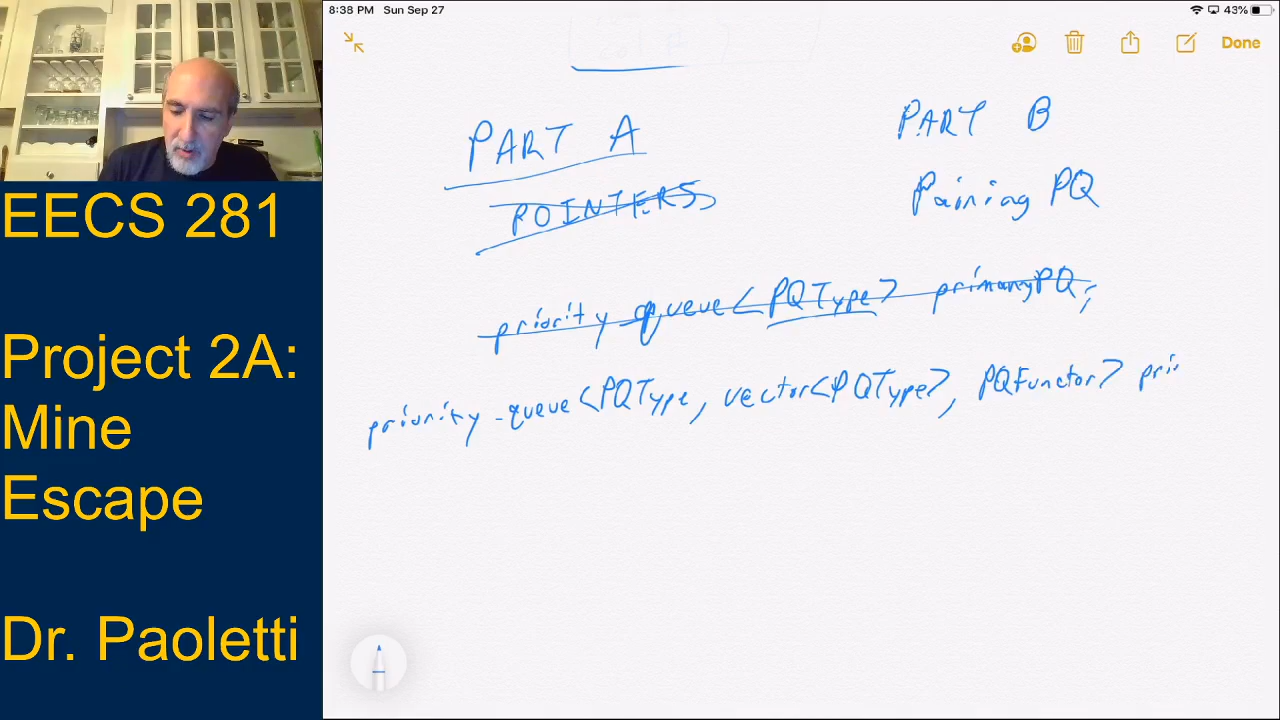 8:38 PM Sun Sep 27
43%
Done
PART A
PART B
POINTERS
Pairing PQ
priority_queue<PQType> primaryPQ;
priority_queue<PQType, vector<PQType>, PQFunctor> pri
EECS 281
Project 2A:
Mine
Escape
Dr. Paoletti